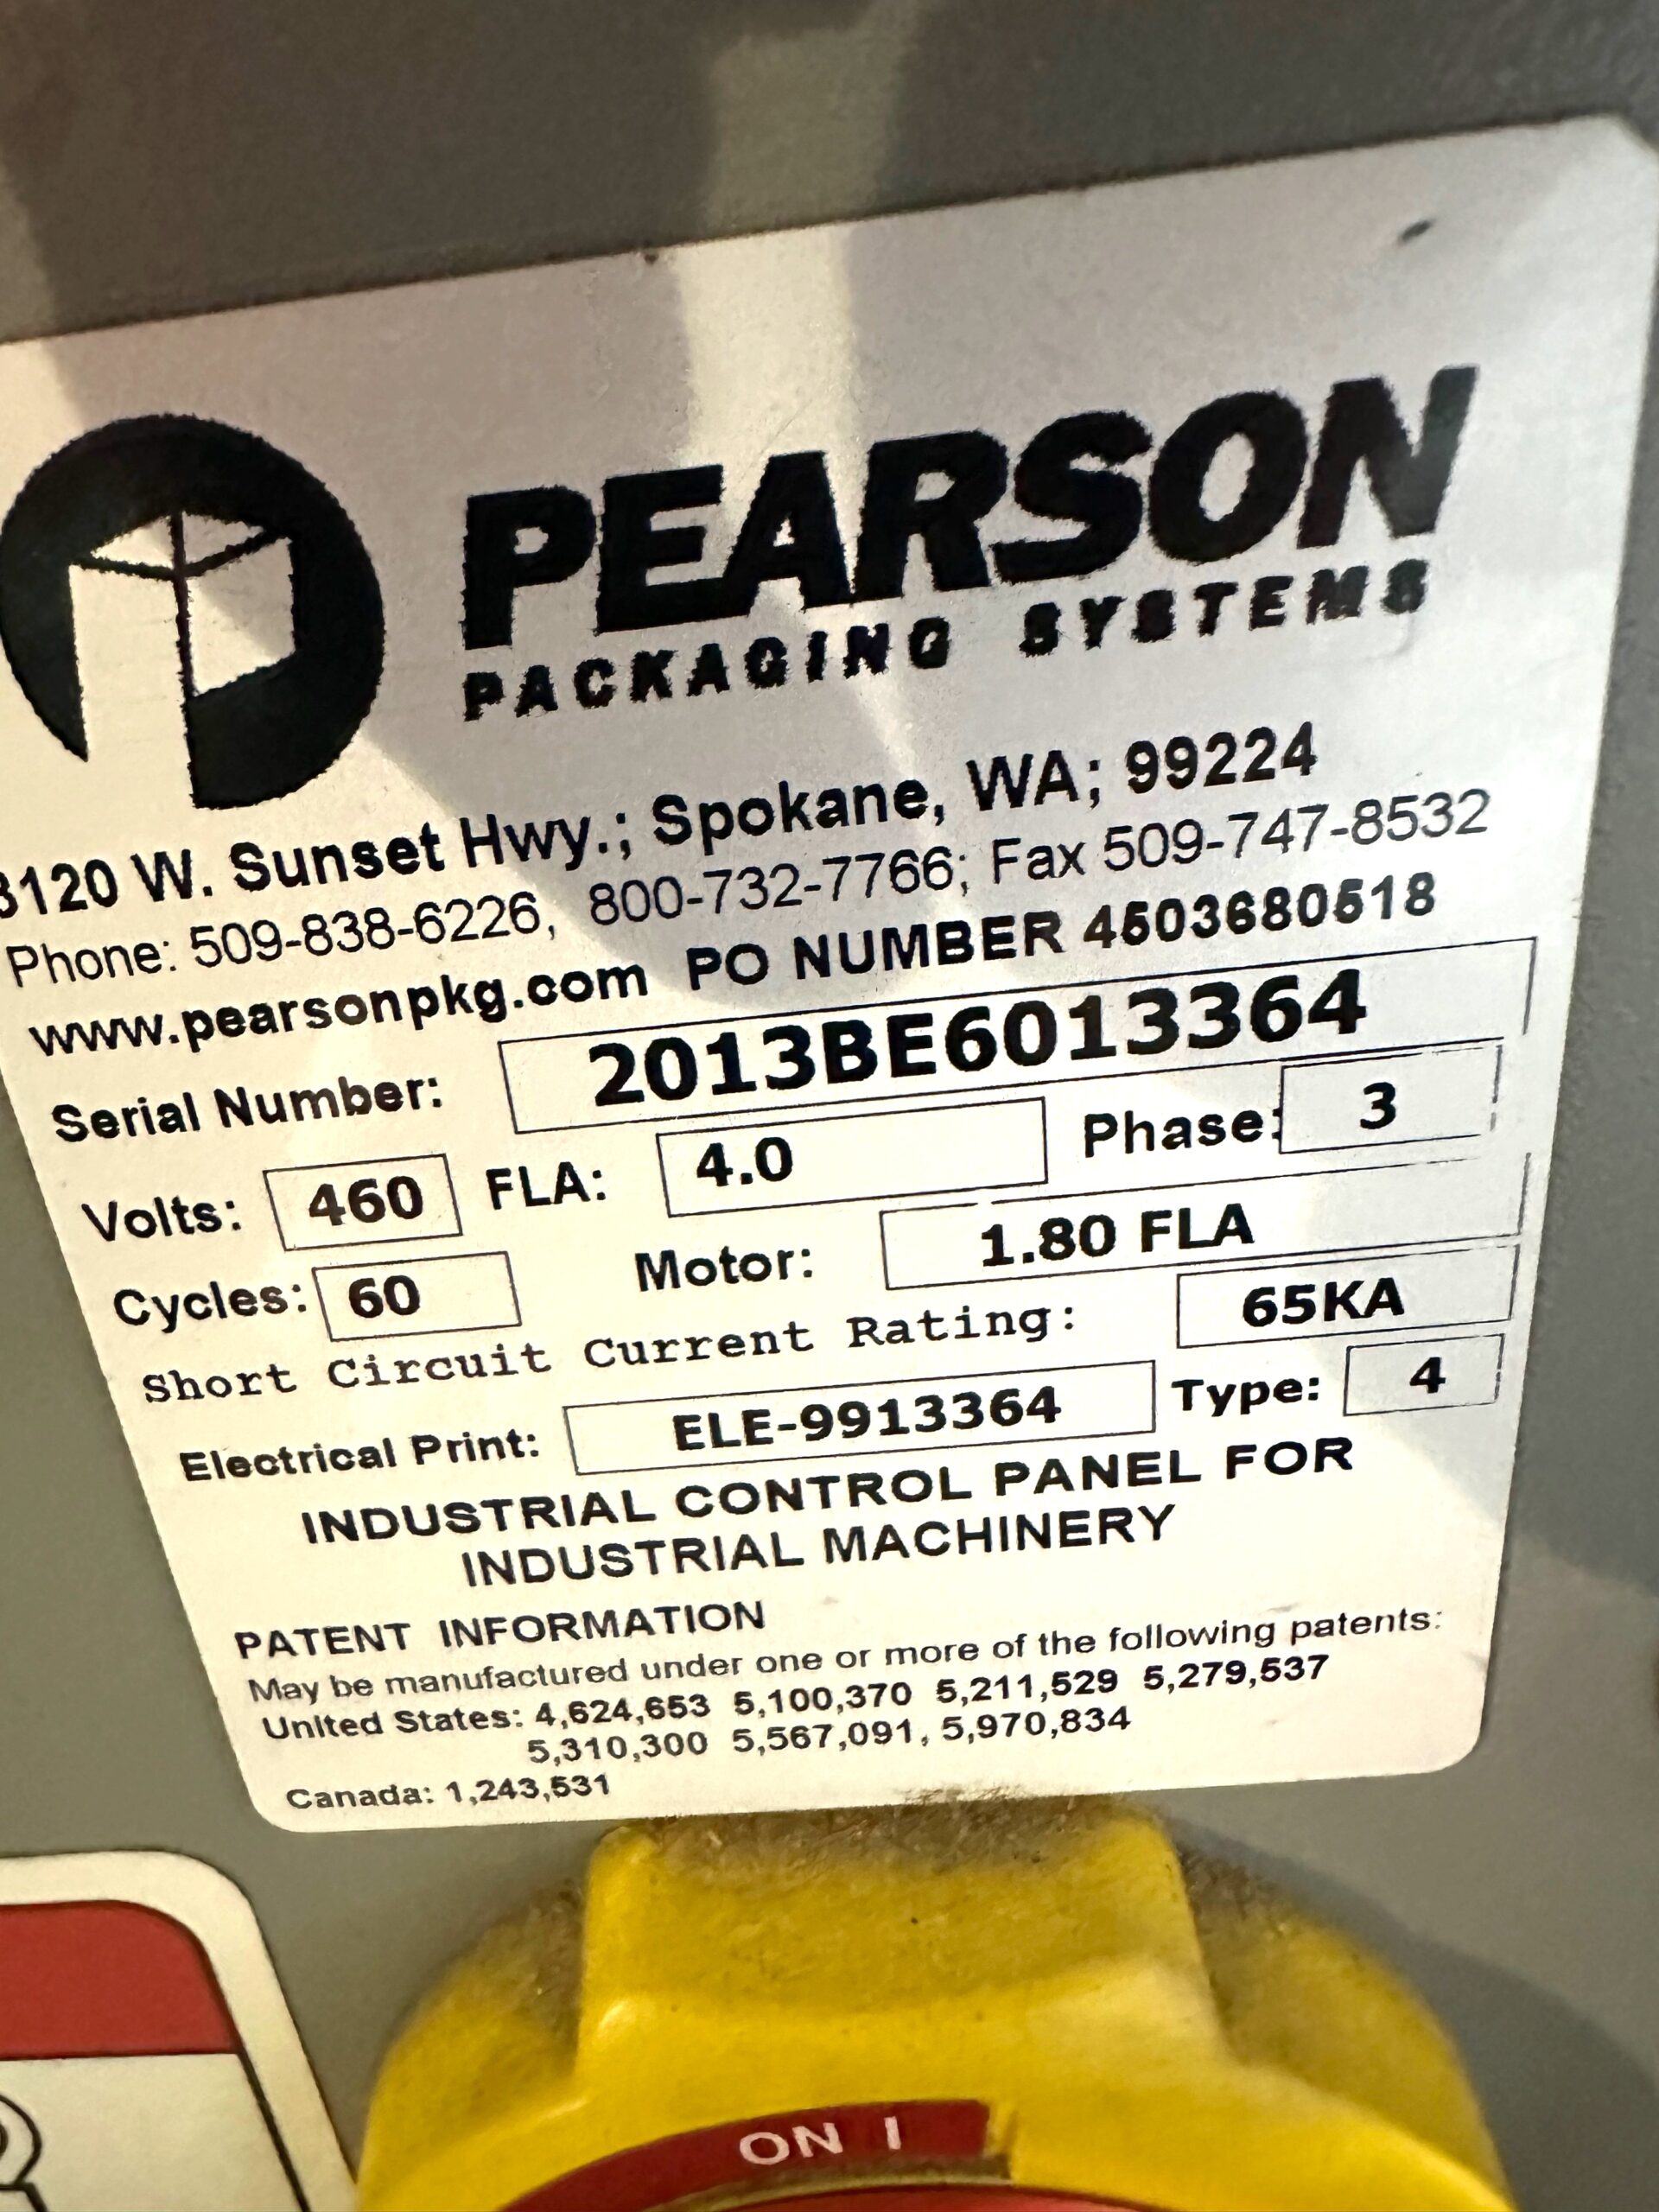 PEARSON
PACKAGING SYSTEMS
3120 W. Sunset Hwy.; Spokane, WA; 99224
Phone: 509-838-6226, 800-732-7766; Fax 509-747-8532
www.pearsonpkg.com PO NUMBER 4503680518
Serial Number: 2013BE6013364
Volts: 460 FLA: 4.0 Phase: 3
Cycles: 60 Motor: 1.80 FLA
Short Circuit Current Rating: 65KA
Electrical Print: ELE-9913364 Type: 4
INDUSTRIAL CONTROL PANEL FOR
INDUSTRIAL MACHINERY
PATENT INFORMATION
May be manufactured under one or more of the following patents:
United States: 4,624,653 5,100,370 5,211,529 5,279,537
5,310,300 5,567,091, 5,970,834
Canada: 1,243,531
ON I